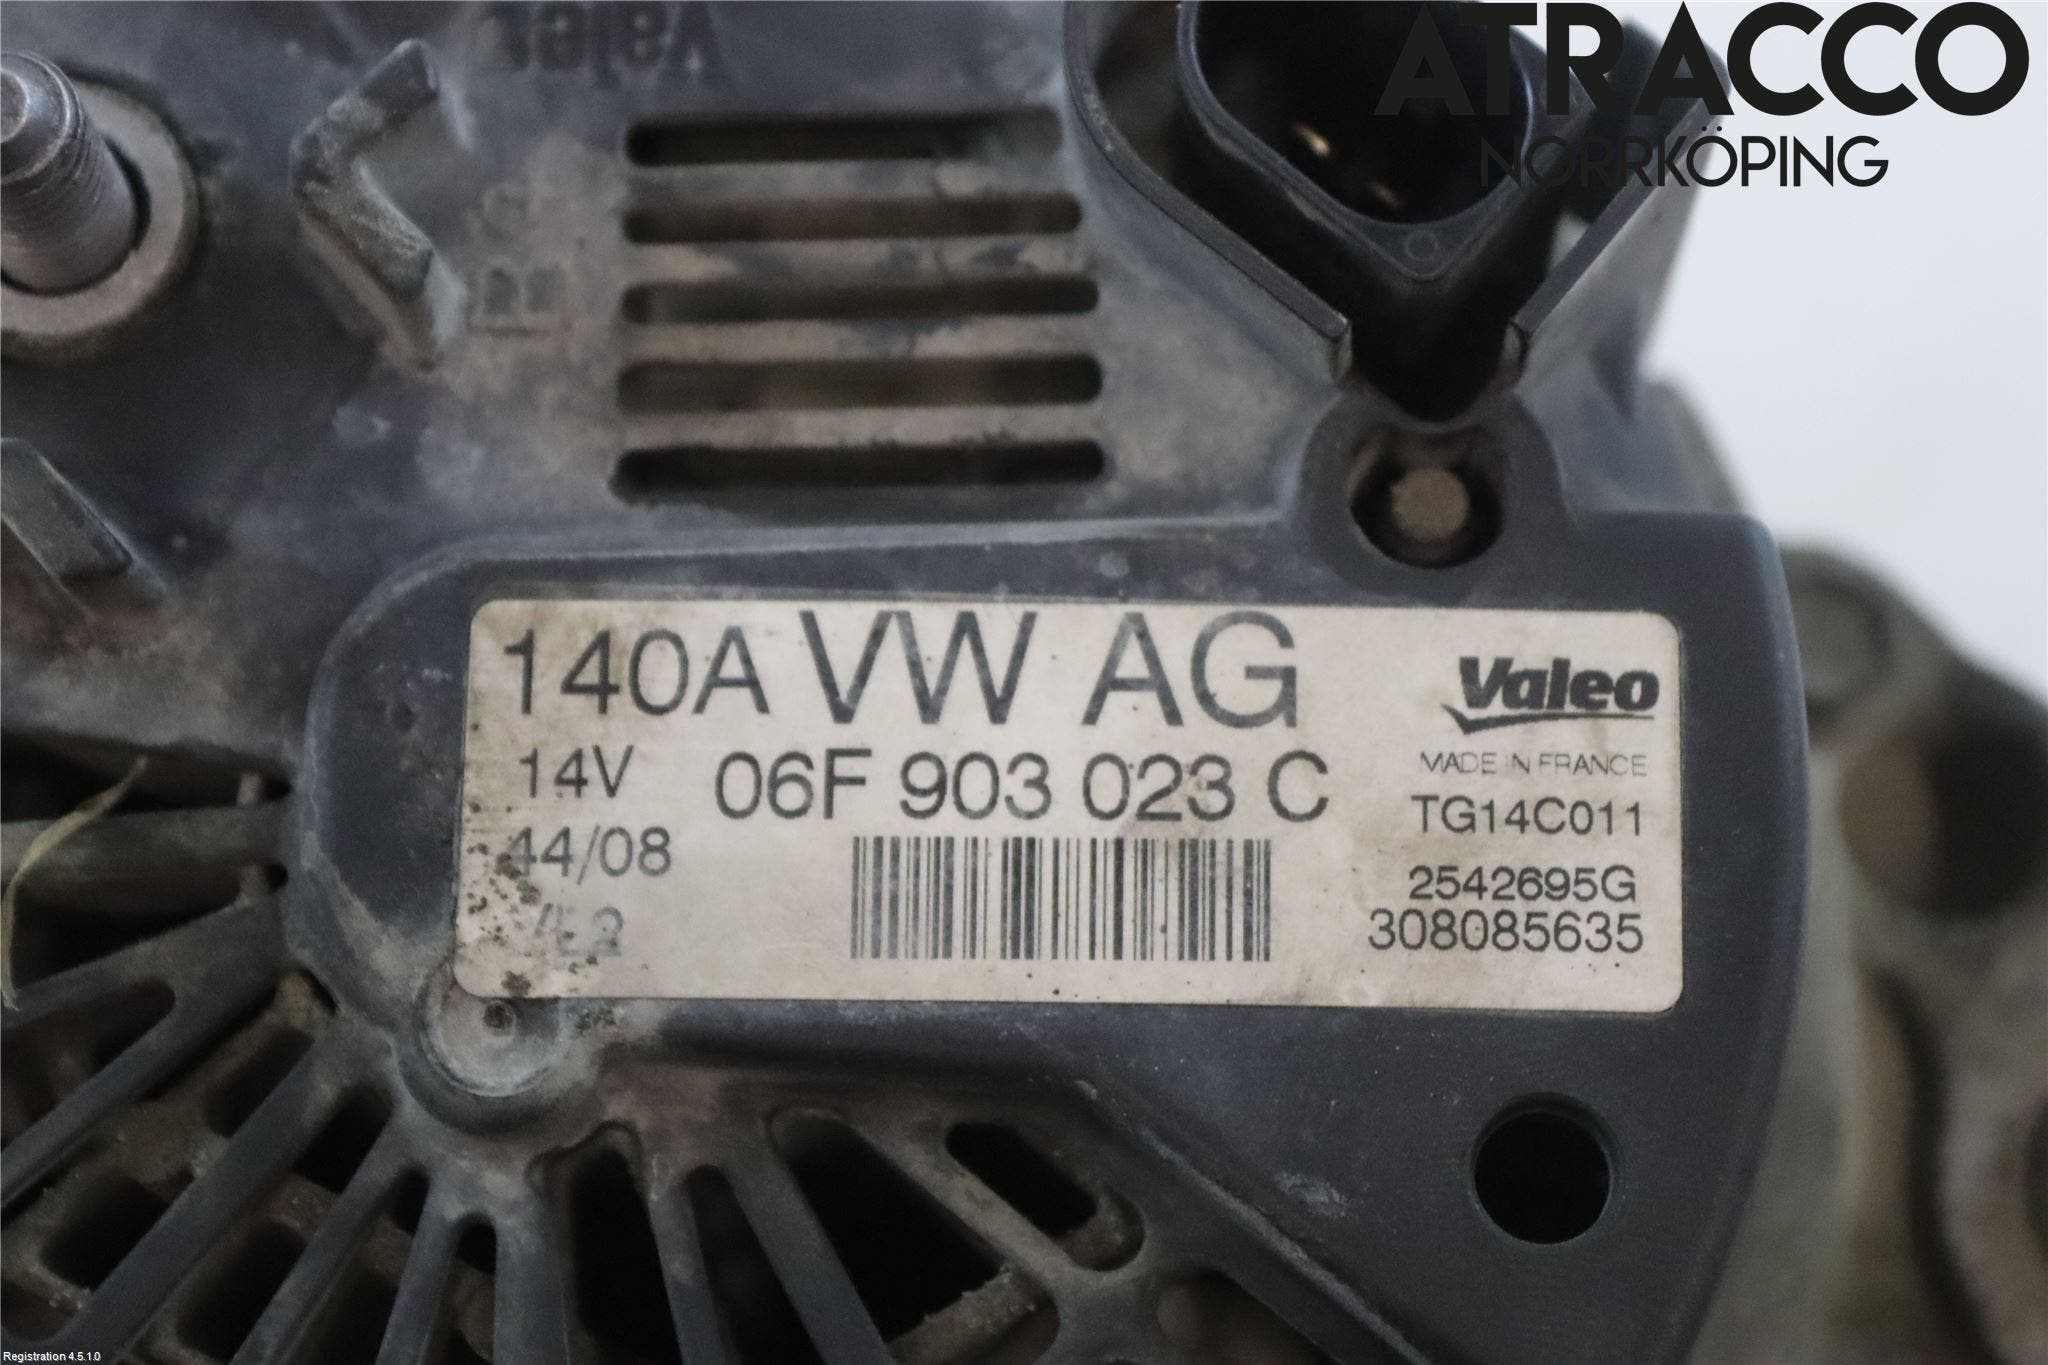 ATRACCO
NORRKÖPING
Valeo
B+
140A VW AG
14V 06F 903 023 C
44/08
Valeo
MADE IN FRANCE
TG14C011
2542695G
308085635
Registration 4.5.1.0